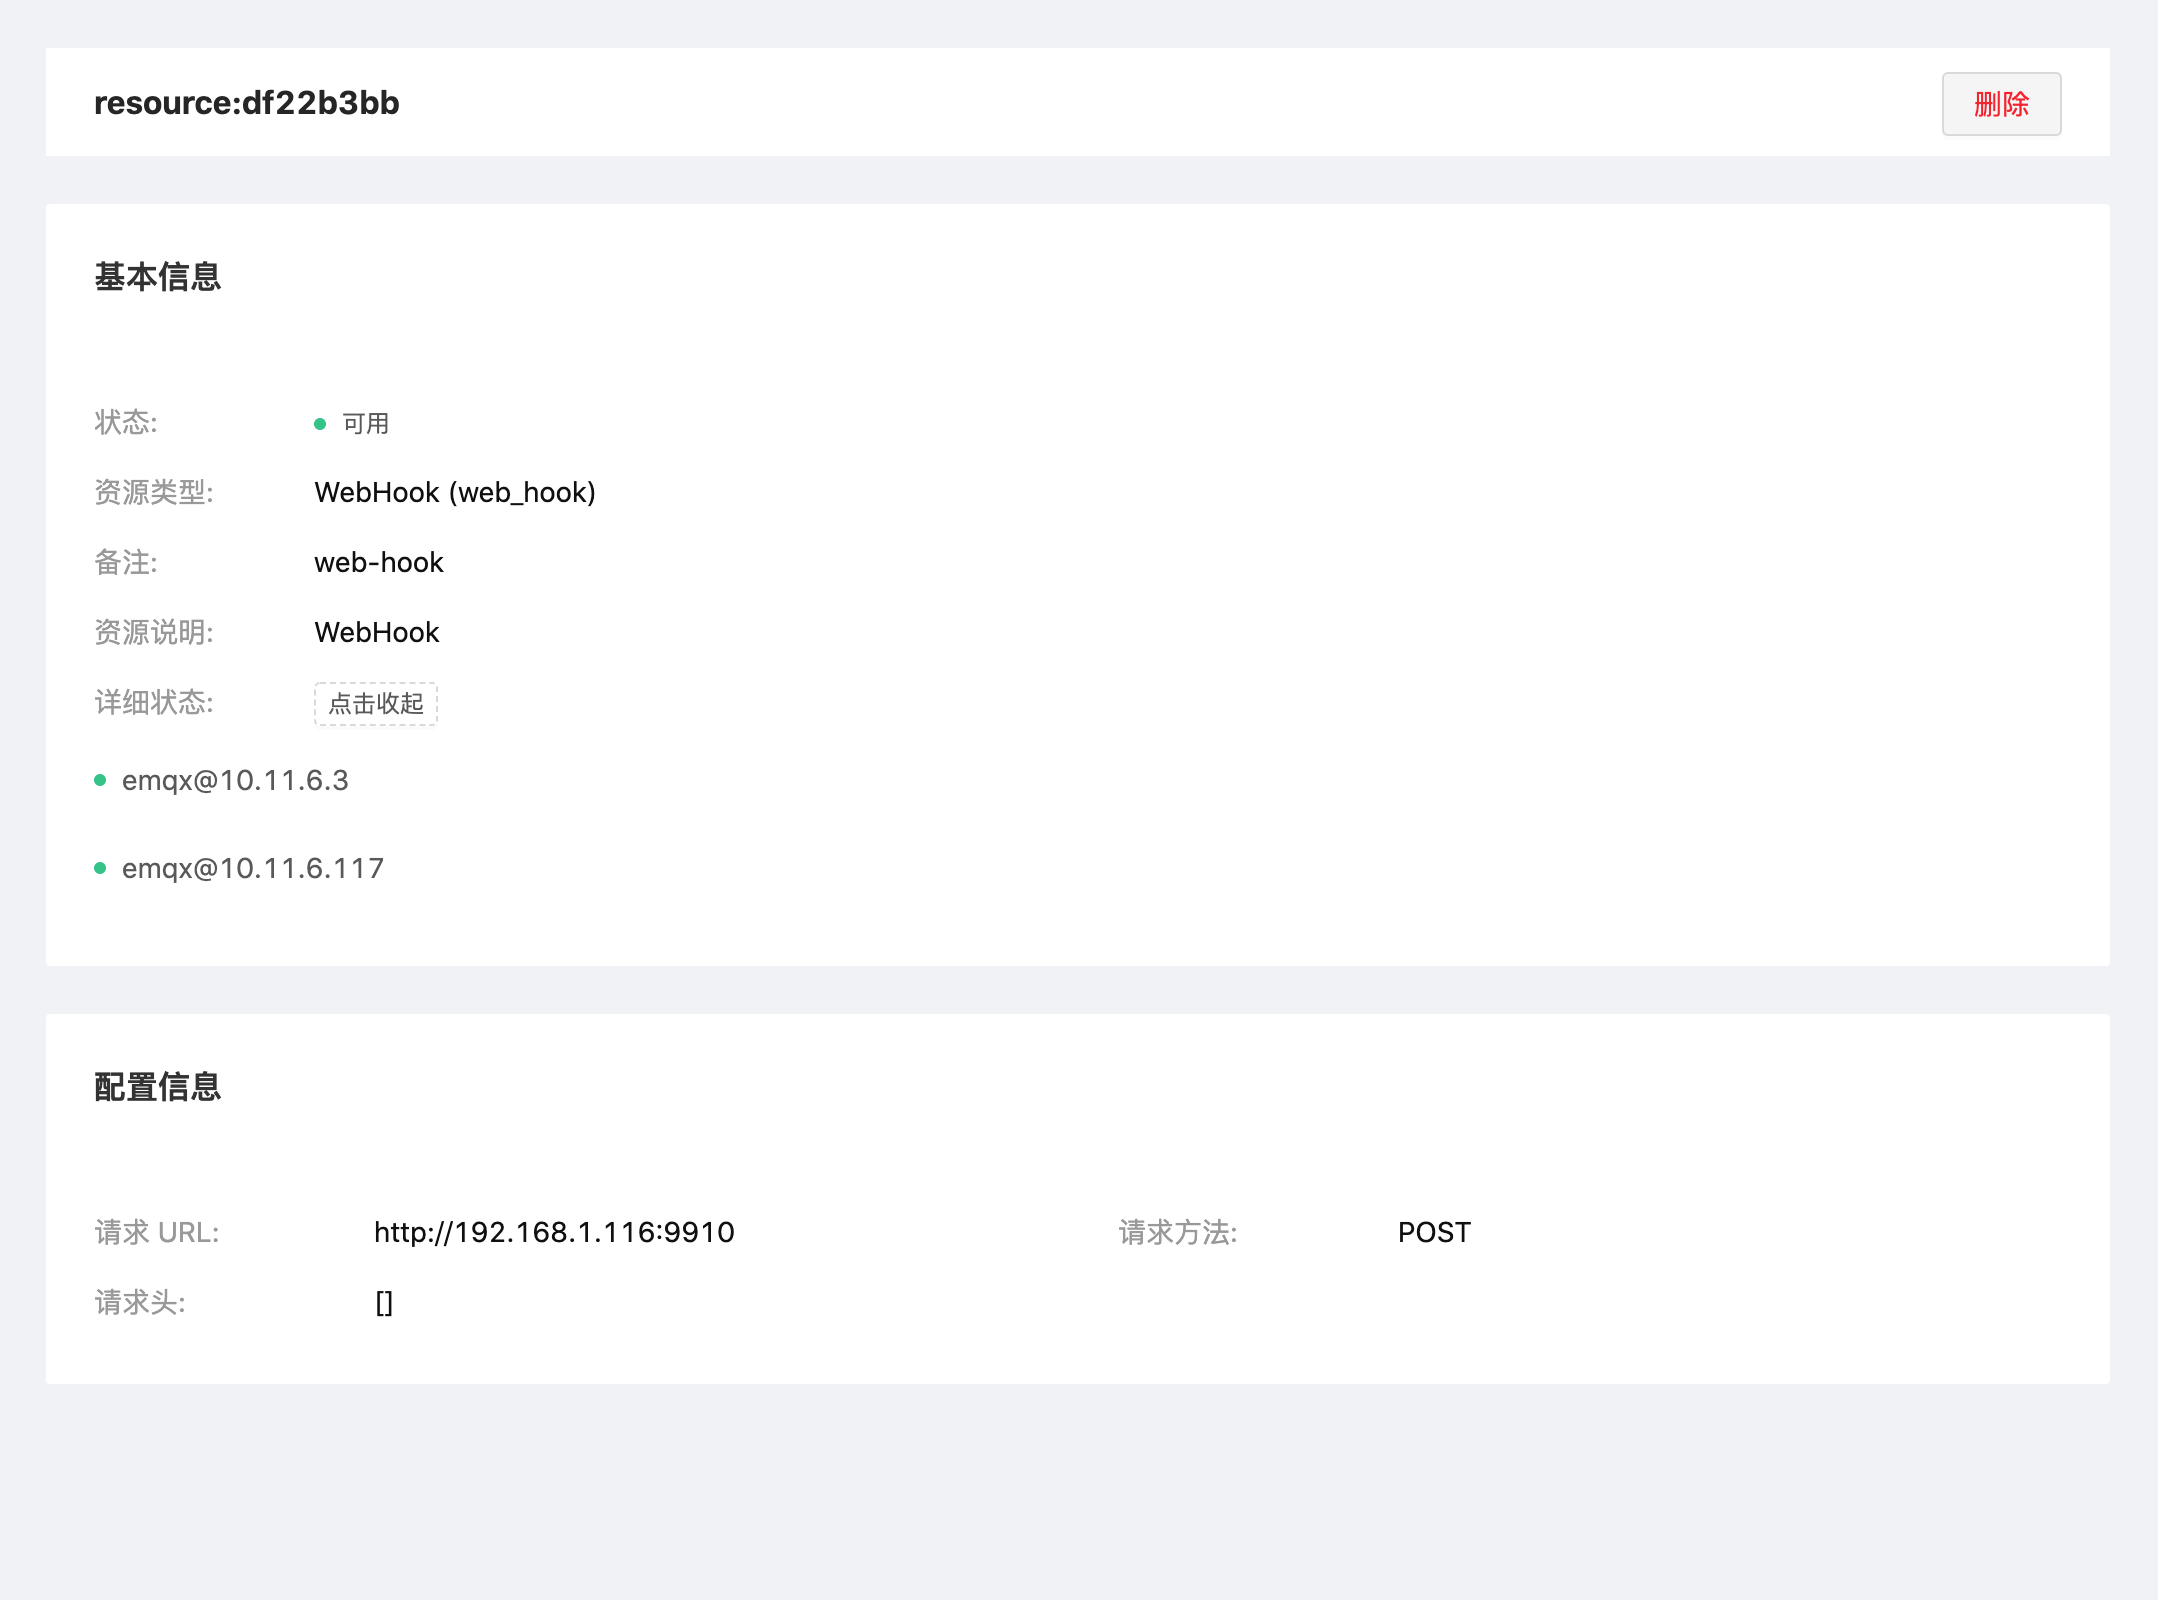 resource:df22b3bb
删除
基本信息
状态: 可用
资源类型: WebHook (web_hook)
备注: web-hook
资源说明: WebHook
详细状态: 点击收起
emqx@10.11.6.3
emqx@10.11.6.117
配置信息
请求 URL: http://192.168.1.116:9910 请求方法: POST
请求头: []